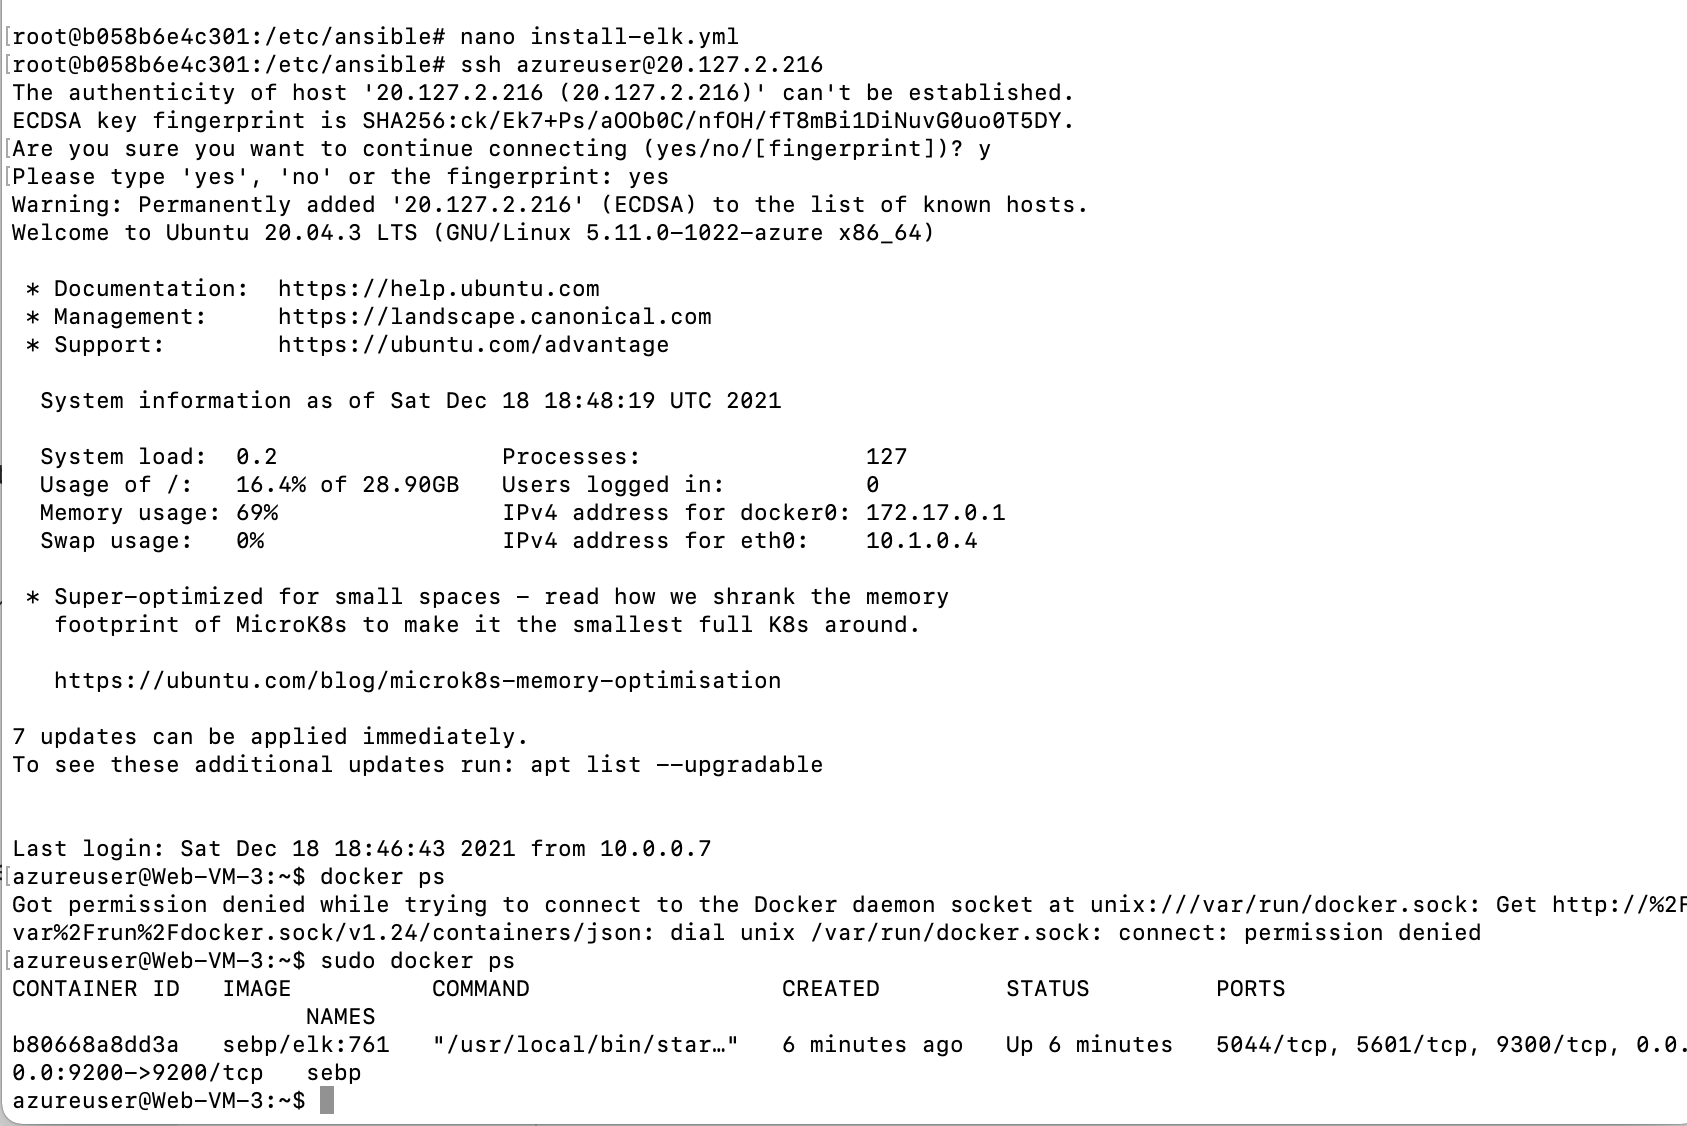 [root@b058b6e4c301:/etc/ansible# nano install-elk.yml
[root@b058b6e4c301:/etc/ansible# ssh azureuser@20.127.2.216
The authenticity of host '20.127.2.216 (20.127.2.216)' can't be established.
ECDSA key fingerprint is SHA256:ck/Ek7+Ps/aOOb0C/nfOH/fT8mBi1DiNuvG0uo0T5DY.
[Are you sure you want to continue connecting (yes/no/[fingerprint])? y
[Please type 'yes', 'no' or the fingerprint: yes
Warning: Permanently added '20.127.2.216' (ECDSA) to the list of known hosts.
Welcome to Ubuntu 20.04.3 LTS (GNU/Linux 5.11.0-1022-azure x86_64)
* Documentation:  https://help.ubuntu.com
* Management:     https://landscape.canonical.com
* Support:        https://ubuntu.com/advantage
System information as of Sat Dec 18 18:48:19 UTC 2021
System load:  0.2                Processes:                127
Usage of /:   16.4% of 28.90GB   Users logged in:          0
Memory usage: 69%                IPv4 address for docker0: 172.17.0.1
Swap usage:   0%                 IPv4 address for eth0:    10.1.0.4
* Super-optimized for small spaces - read how we shrank the memory
footprint of MicroK8s to make it the smallest full K8s around.
https://ubuntu.com/blog/microk8s-memory-optimisation
7 updates can be applied immediately.
To see these additional updates run: apt list --upgradable
Last login: Sat Dec 18 18:46:43 2021 from 10.0.0.7
[azureuser@Web-VM-3:~$ docker ps
Got permission denied while trying to connect to the Docker daemon socket at unix:///var/run/docker.sock: Get http://%2F
var%2Frun%2Fdocker.sock/v1.24/containers/json: dial unix /var/run/docker.sock: connect: permission denied
[azureuser@Web-VM-3:~$ sudo docker ps
CONTAINER ID   IMAGE          COMMAND                  CREATED         STATUS         PORTS
NAMES
b80668a8dd3a   sebp/elk:761   "/usr/local/bin/star…"   6 minutes ago   Up 6 minutes   5044/tcp, 5601/tcp, 9300/tcp, 0.0.
0.0:9200->9200/tcp   sebp
azureuser@Web-VM-3:~$